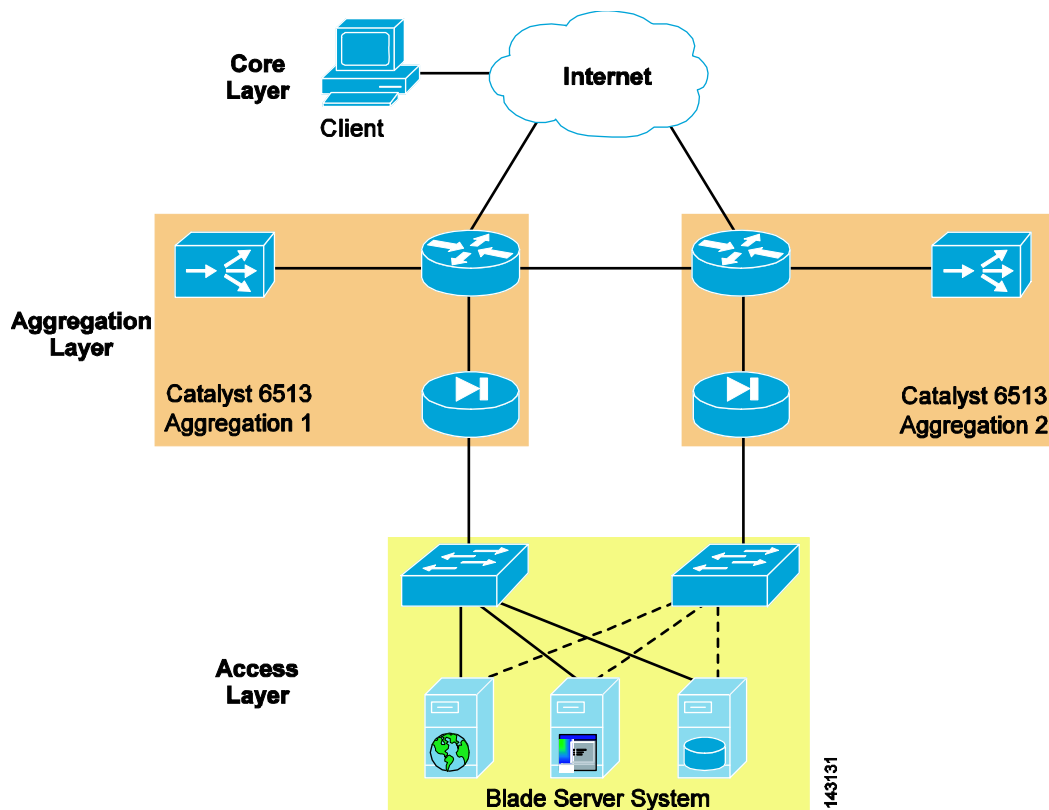 Core
Layer
Client
Internet
Aggregation
Layer
Catalyst 6513
Aggregation 1
Catalyst 6513
Aggregation 2
Access
Layer
Blade Server System
143131